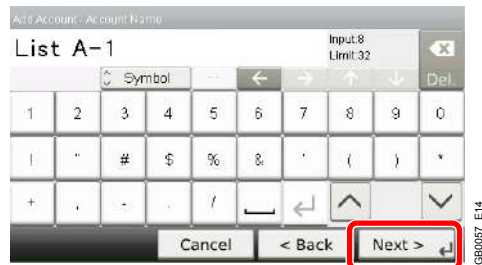 Add Account - Account Name
List A-1
Input:8
Limit:32
Symbol
Del.
1 2 3 4 5 6 7 8 9 0
! " # $ % & ' ( ) *
+ , - . / _
Cancel < Back Next >
GB0057_E14